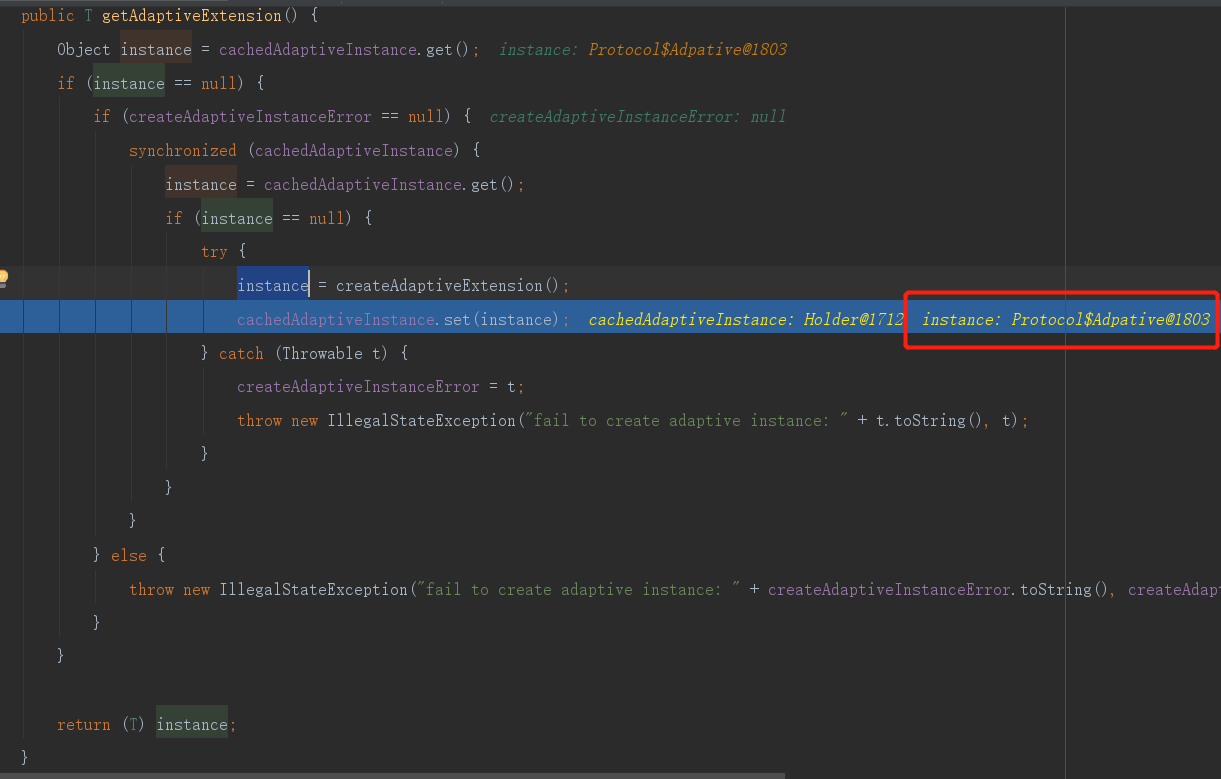 public T getAdaptiveExtension() {
Object instance = cachedAdaptiveInstance.get(); instance: Protocol$Adpative@1803
if (instance == null) {
if (createAdaptiveInstanceError == null) { createAdaptiveInstanceError: null
synchronized (cachedAdaptiveInstance) {
instance = cachedAdaptiveInstance.get();
if (instance == null) {
try {
instance = createAdaptiveExtension();
cachedAdaptiveInstance.set(instance); cachedAdaptiveInstance: Holder@1712 instance: Protocol$Adpative@1803
} catch (Throwable t) {
createAdaptiveInstanceError = t;
throw new IllegalStateException("fail to create adaptive instance: " + t.toString(), t);
}
}
}
} else {
throw new IllegalStateException("fail to create adaptive instance: " + createAdaptiveInstanceError.toString(), createAdap
}
}
return (T) instance;
}